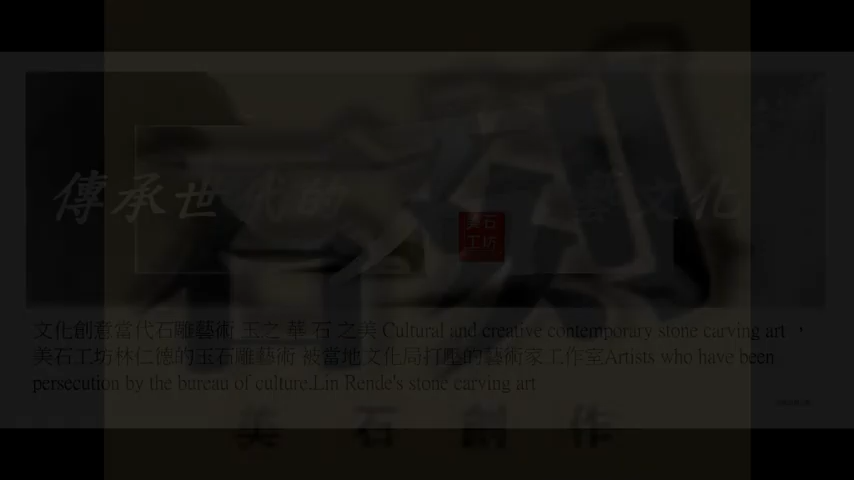 傳承世代的 藝文化
石刻
美石
工坊
文化創意當代石雕藝術 玉之 華 石 之美 Cultural and creative contemporary stone carving art ，
美石工坊林仁德的玉石雕藝術 被當地文化局打壓的藝術家工作室Artists who have been
persecution by the bureau of culture.Lin Rende's stone carving art
美 石 創 作